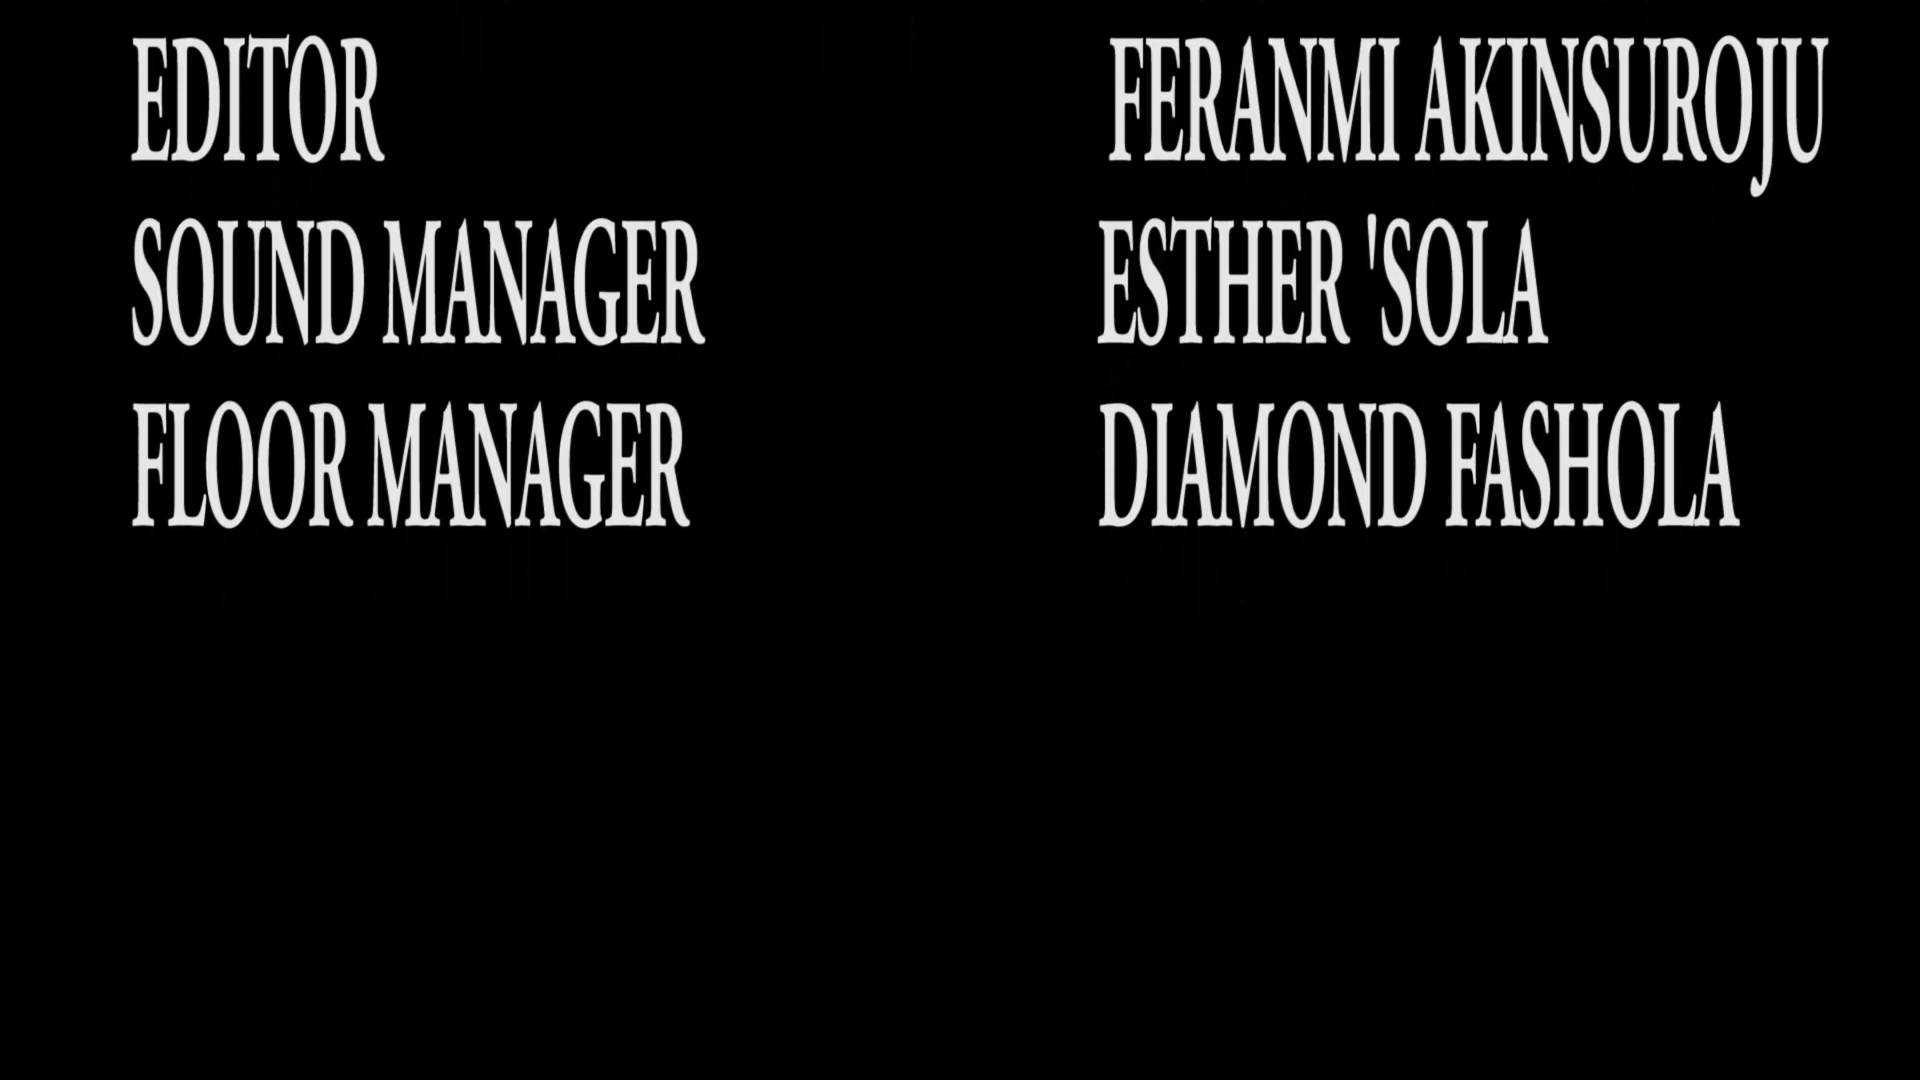 EDITOR FERANMI AKINSUROJU
SOUND MANAGER ESTHER 'SOLA
FLOOR MANAGER DIAMOND FASHOLA